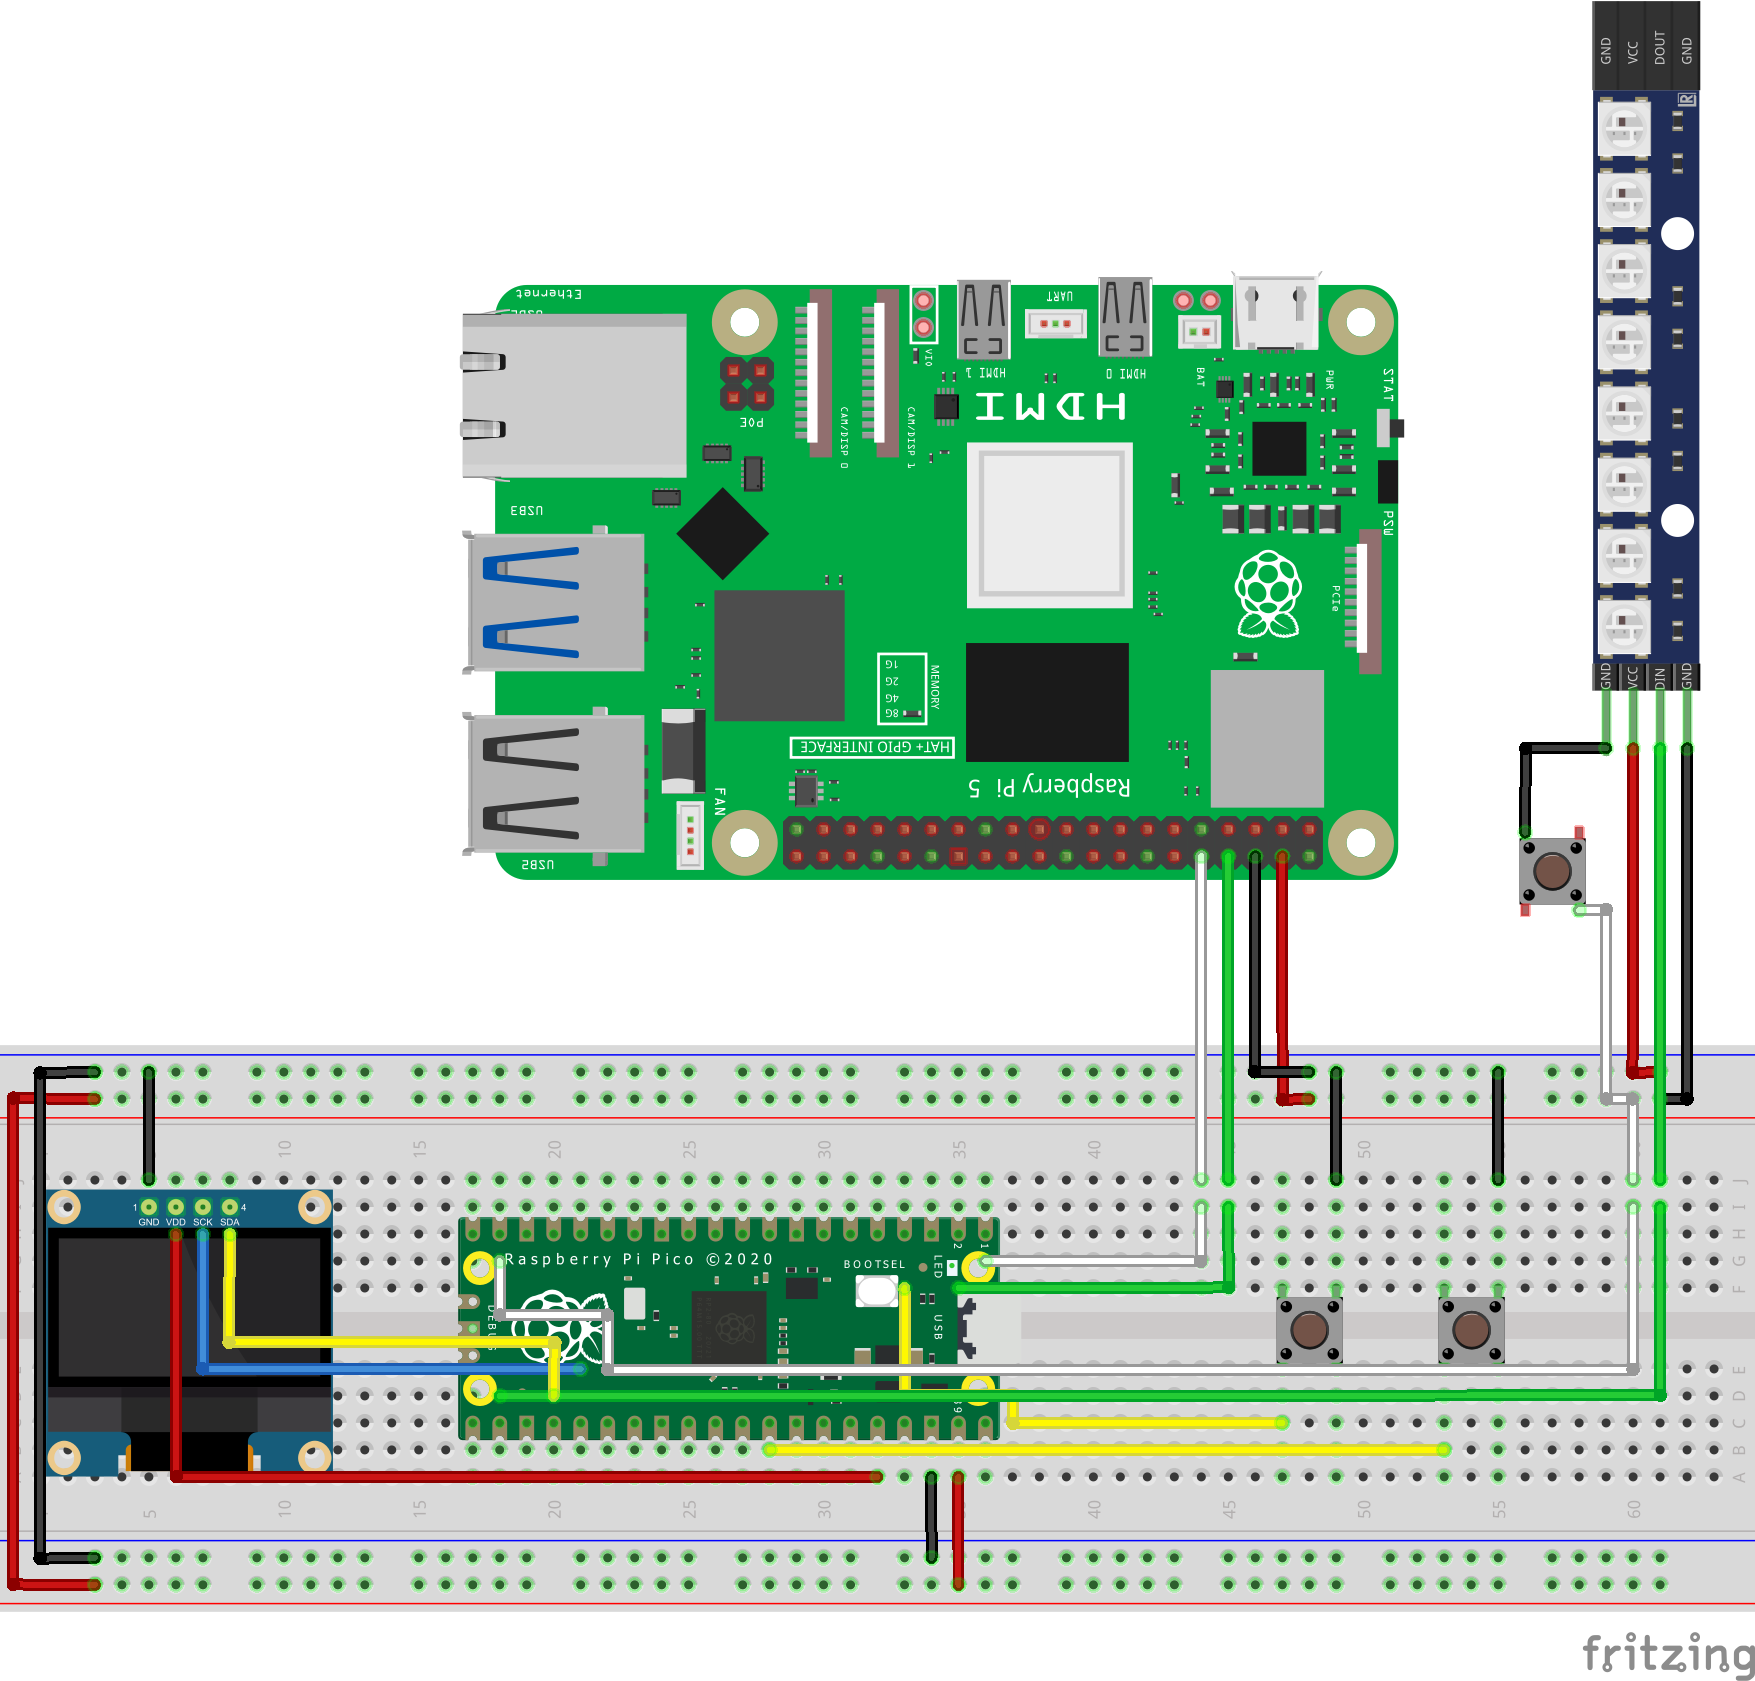 GND VCC DOUT GND
Ethernet
UART
VIO
HDMI 1
HDMI 0
BAT
PWR
STAT
HDMI
POE
CAM/DISP 0
CAM/DISP 1
USB3
PCIe
1G
2G
4G
8G
MEMORY
HAT+ GPIO INTERFACE
Raspberry Pi 5
FAN
USB2
GND VCC DIN GND
10 15 20 25 30 35 40 50
J
1 4
GND VDD SCK SDA
I
H
2 1
Raspberry Pi Pico ©2020
BOOTSEL
LED
G
F
USB
E
D
C
B
A
5 10 15 20 25 30 40 45 50 55 60
fritzing